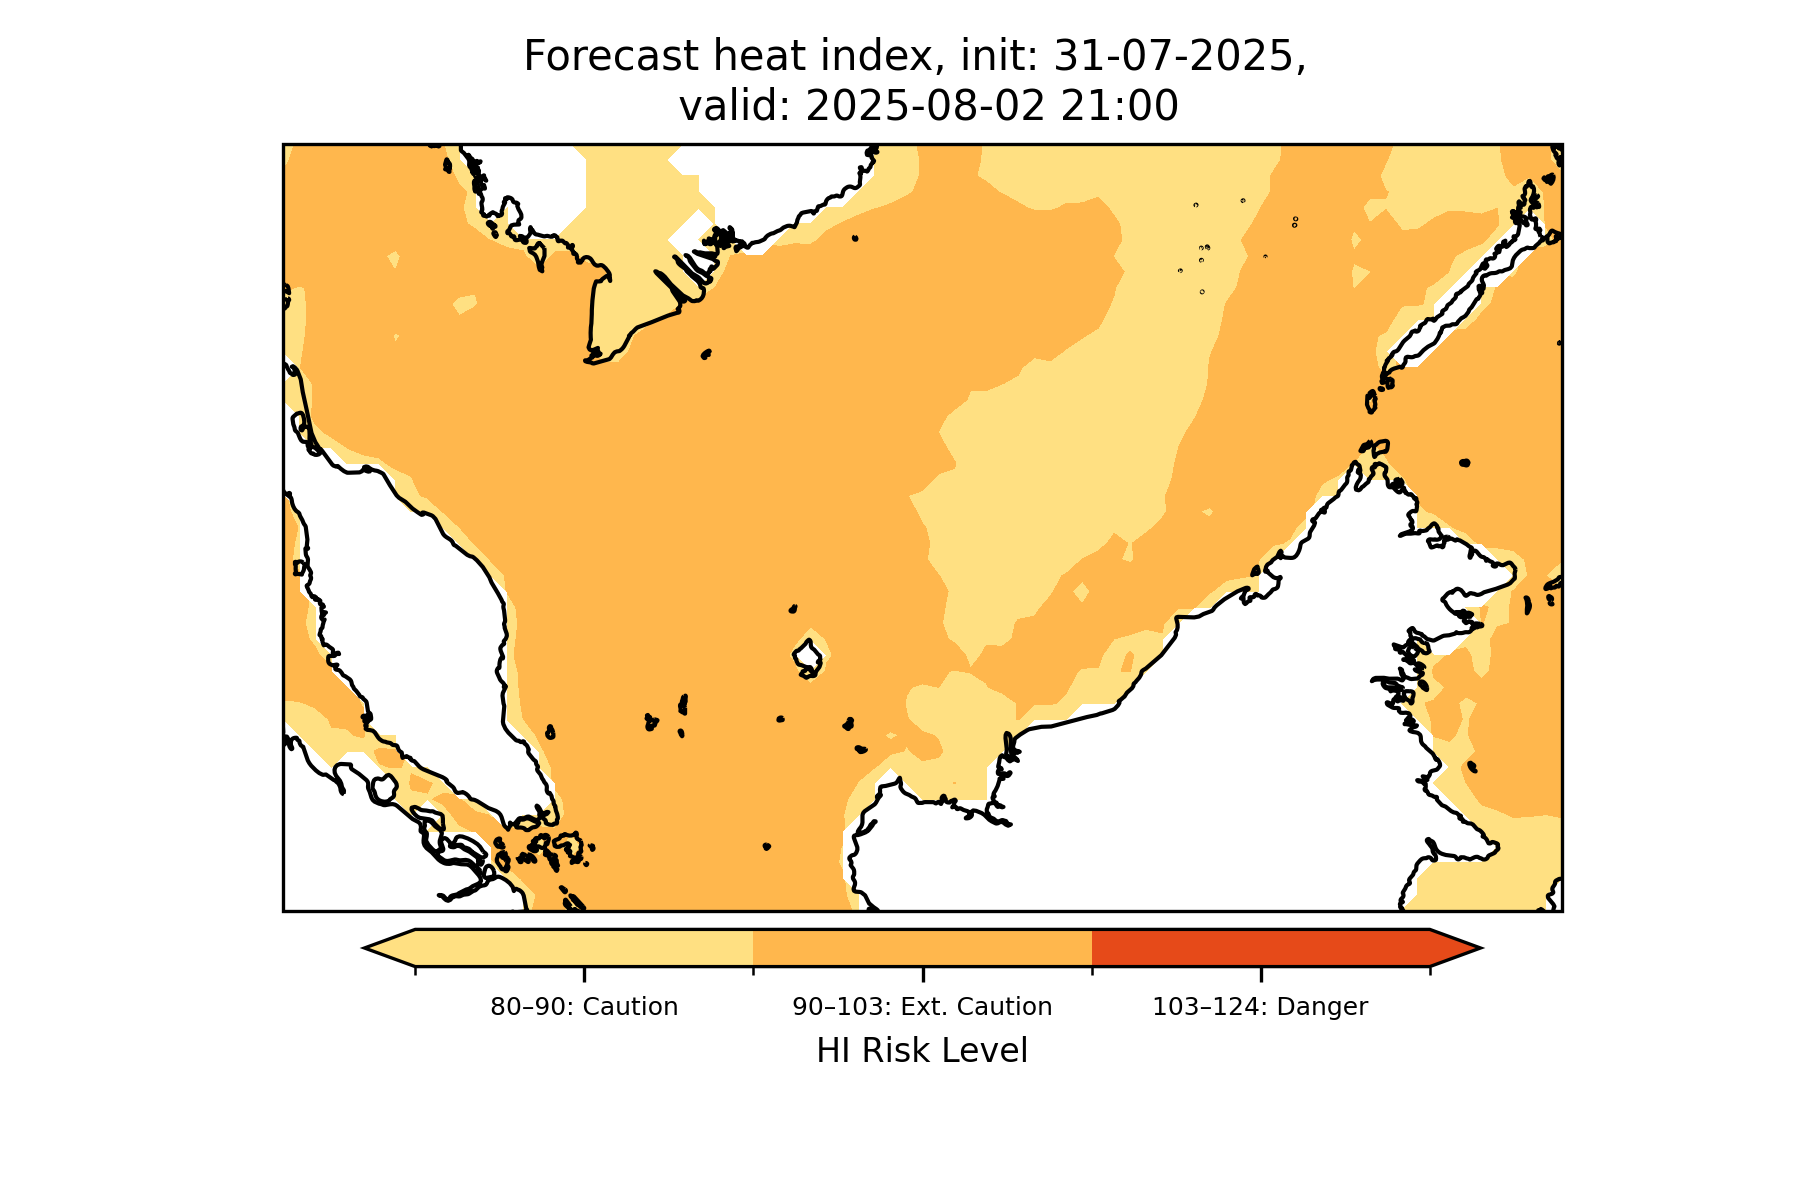 Forecast heat index, init: 31-07-2025,
valid: 2025-08-02 21:00
80–90: Caution
90–103: Ext. Caution
103–124: Danger
HI Risk Level